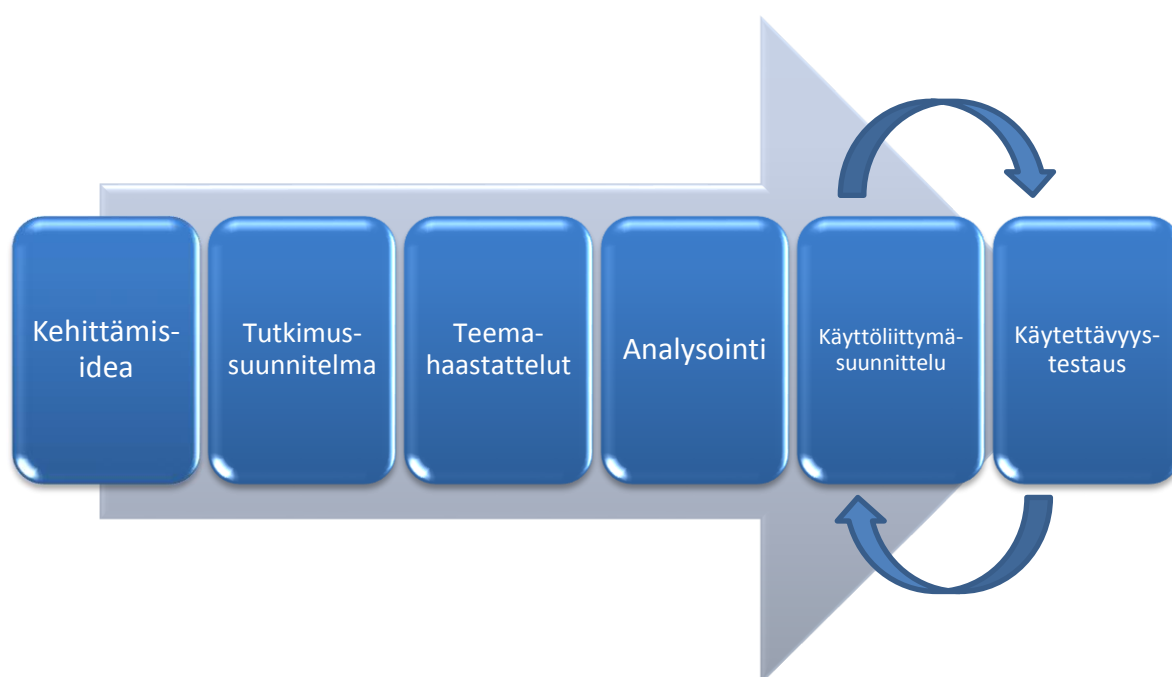 Kehittämis-
idea
Tutkimus-
suunnitelma
Teema-
haastattelut
Analysointi
Käyttöliittymä-
suunnittelu
Käytettävyys-
testaus